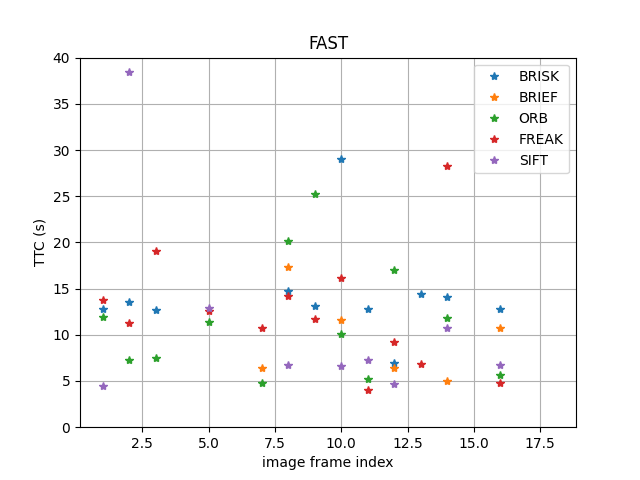 FAST
40
35
30
25
20
15
10
5
0
TTC (s)
BRISK
BRIEF
ORB
FREAK
SIFT
2.5 5.0 7.5 10.0 12.5 15.0 17.5
image frame index